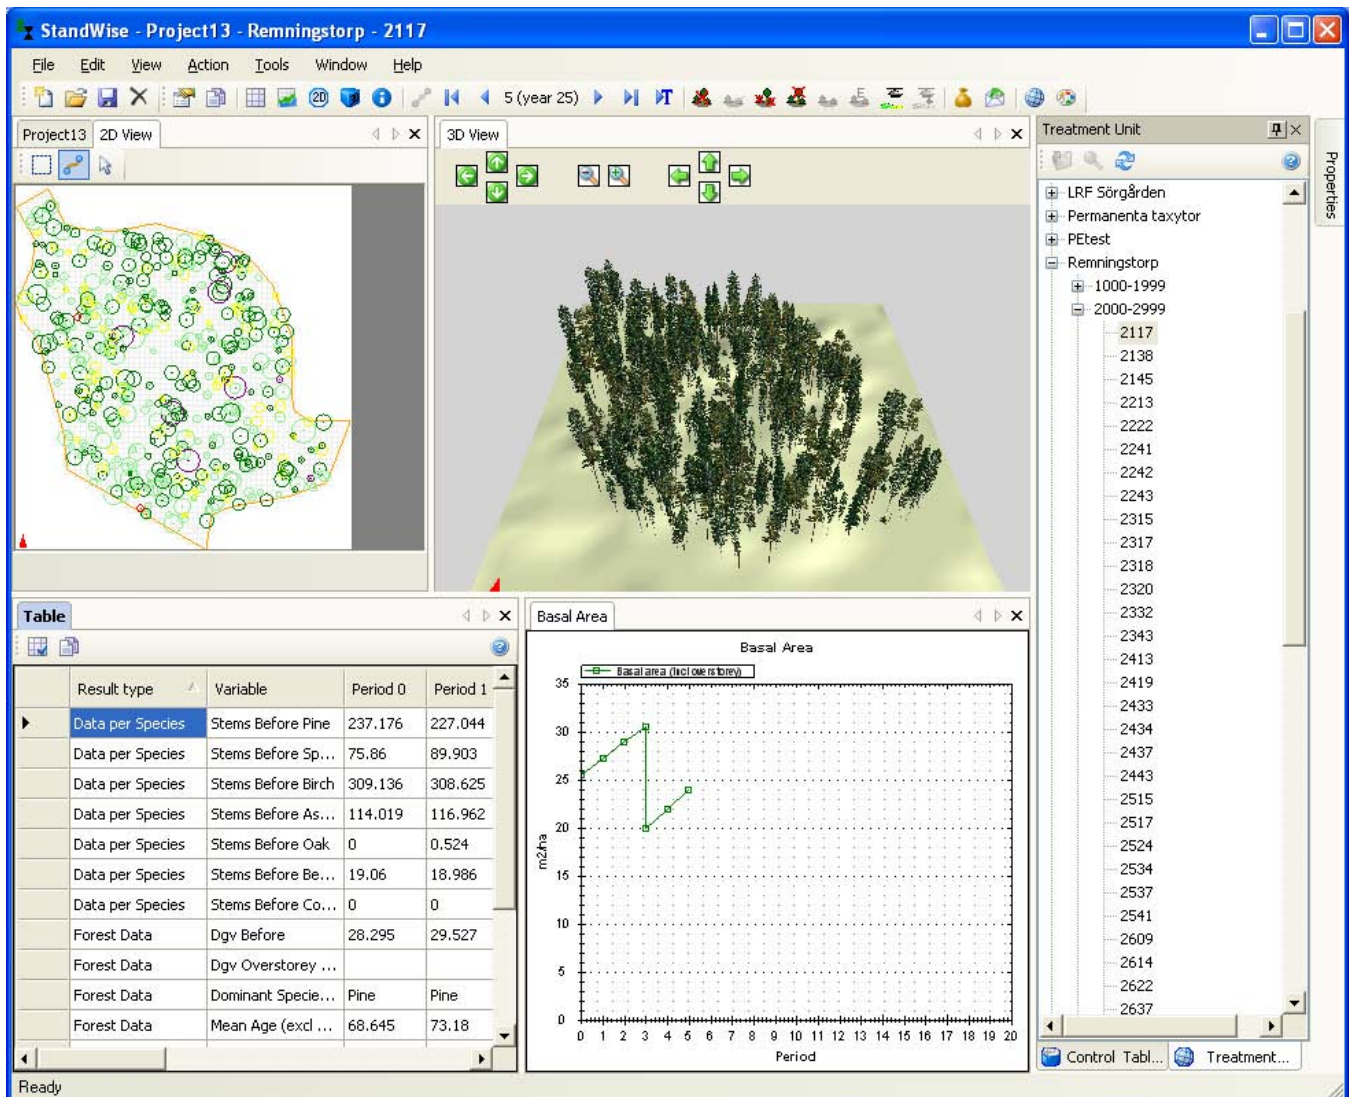 StandWise - Project13 - Remningstorp - 2117
File Edit View Action Tools Window Help
2D 5 (year 25) T
Project13 2D View
3D View
Treatment Unit
Properties
LRF Sörgården
Permanenta taxytor
PEtest
Remningstorp
1000-1999
2000-2999
2117
2138
2145
2213
2222
2241
2242
2243
2315
2317
2318
2320
2332
2343
2413
2419
2433
2434
2437
2443
2515
2517
2524
2534
2537
2541
2609
2614
2622
2637
Control Tabl... Treatment...
Table
Result type Variable Period 0 Period 1
Data per Species Stems Before Pine 237.176 227.044
Data per Species Stems Before Sp... 75.86 89.903
Data per Species Stems Before Birch 309.136 308.625
Data per Species Stems Before As... 114.019 116.962
Data per Species Stems Before Oak 0 0.524
Data per Species Stems Before Be... 19.06 18.986
Data per Species Stems Before Co... 0 0
Forest Data Dgv Before 28.295 29.527
Forest Data Dgv Overstorey ...
Forest Data Dominant Specie... Pine Pine
Forest Data Mean Age (excl ... 68.645 73.18
Basal Area
Basal Area
Basal area (incl overstorey)
35
30
25
20
15
10
5
0
m2/ha
0 1 2 3 4 5 6 7 8 9 10 11 12 13 14 15 16 17 18 19 20
Period
Ready